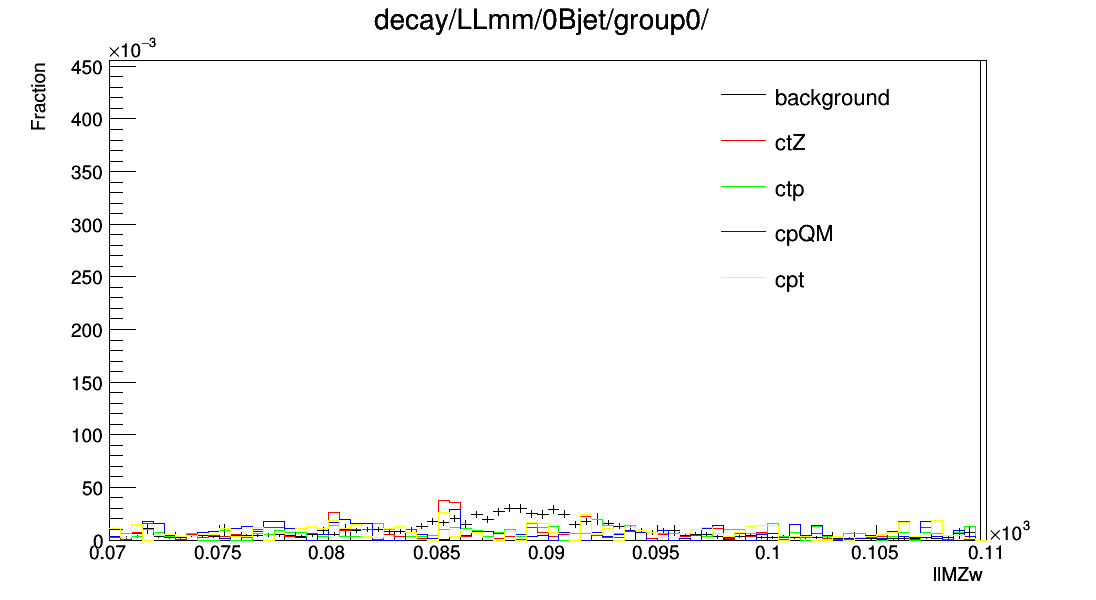 decay/LLmm/0Bjet/group0/
×10⁻³
Fraction
450
400
350
300
250
200
150
100
50
0
background
ctZ
ctp
cpQM
cpt
0.07 0.075 0.08 0.085 0.09 0.095 0.1 0.105 0.11
×10³
llMZw